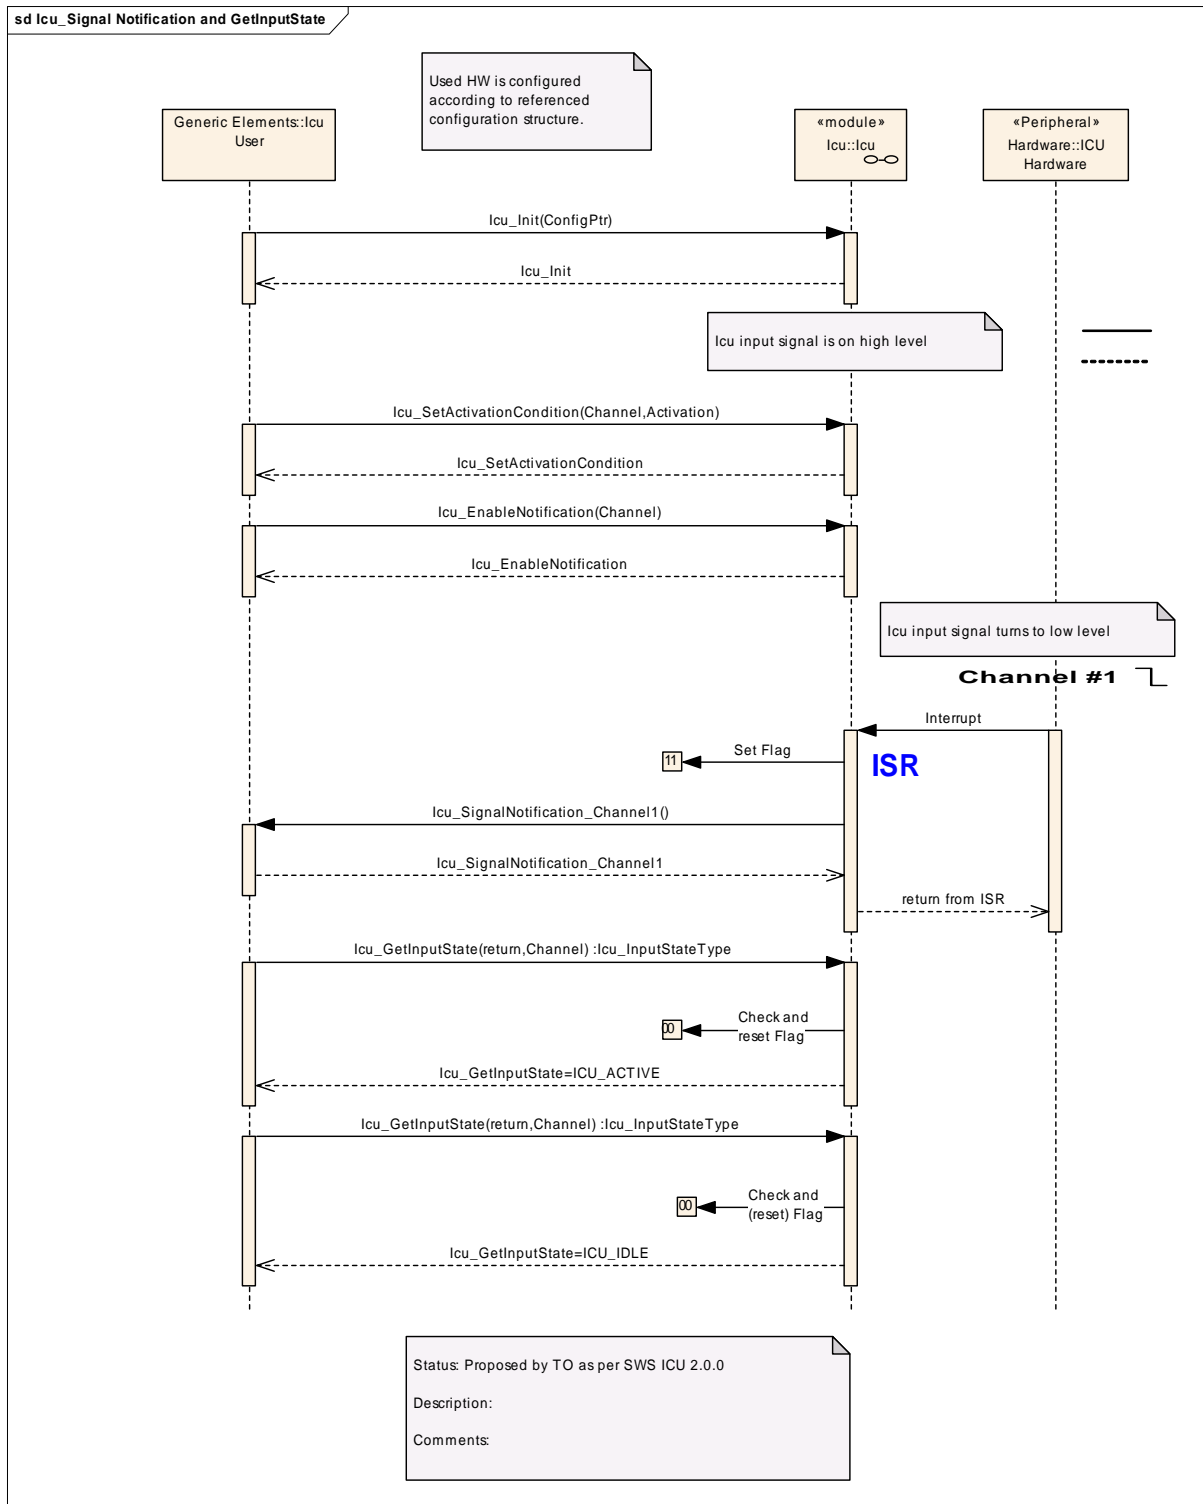 sd Icu_Signal Notification and GetInputState
Used HW is configured
according to referenced
configuration structure.
Generic Elements::Icu
User
«module»
Icu::Icu
«Peripheral»
Hardware::ICU
Hardware
Icu_Init(ConfigPtr)
Icu_Init
Icu input signal is on high level
Icu_SetActivationCondition(Channel,Activation)
Icu_SetActivationCondition
Icu_EnableNotification(Channel)
Icu_EnableNotification
Icu input signal turns to low level
Channel #1
Interrupt
Set Flag
11
ISR
Icu_SignalNotification_Channel1()
Icu_SignalNotification_Channel1
return from ISR
Icu_GetInputState(return,Channel) :Icu_InputStateType
Check and
reset Flag
00
Icu_GetInputState=ICU_ACTIVE
Icu_GetInputState(return,Channel) :Icu_InputStateType
Check and
(reset) Flag
00
Icu_GetInputState=ICU_IDLE
Status: Proposed by TO as per SWS ICU 2.0.0
Description:
Comments: